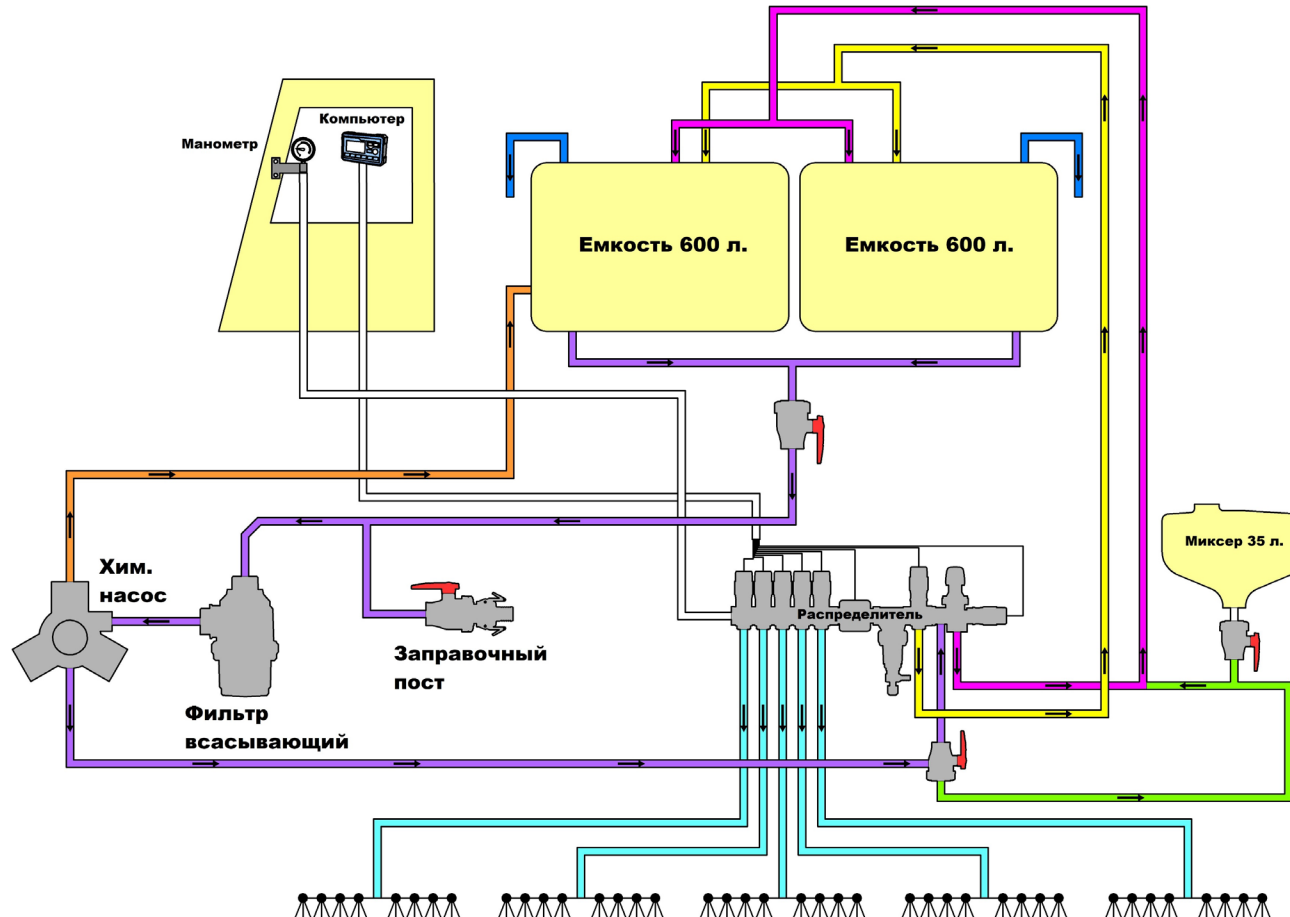 Компьютер
Манометр
Емкость 600 л.
Емкость 600 л.
Миксер 35 л.
Хим.
насос
Распределитель
Заправочный
пост
Фильтр
всасывающий